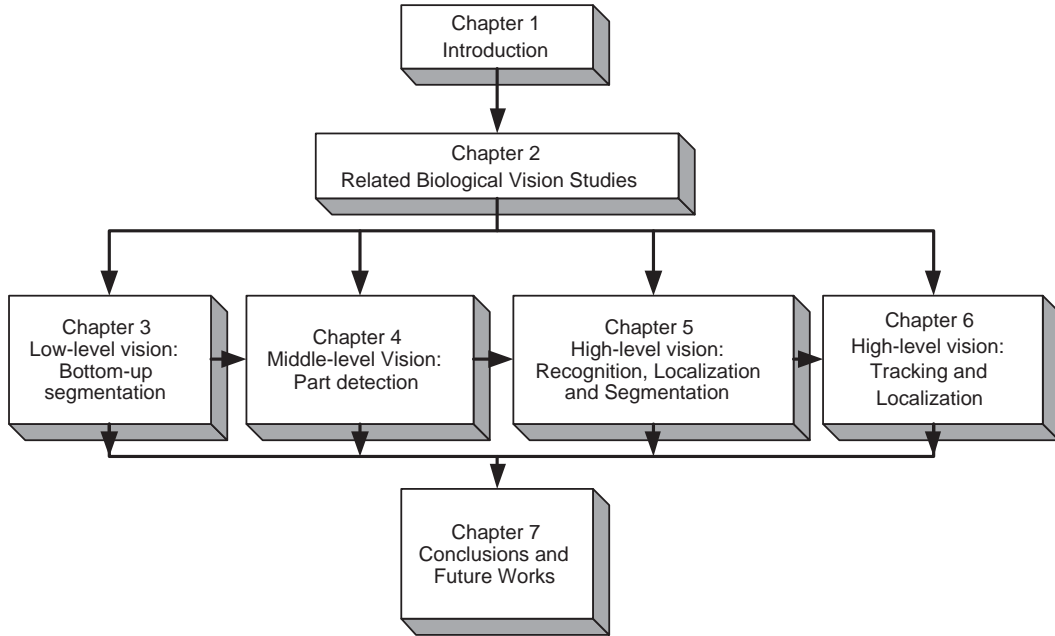 Chapter 1
Introduction
Chapter 2
Related Biological Vision Studies
Chapter 3
Low-level vision:
Bottom-up
segmentation
Chapter 4
Middle-level Vision:
Part detection
Chapter 5
High-level vision:
Recognition, Localization
and Segmentation
Chapter 6
High-level vision:
Tracking and
Localization
Chapter 7
Conclusions and
Future Works